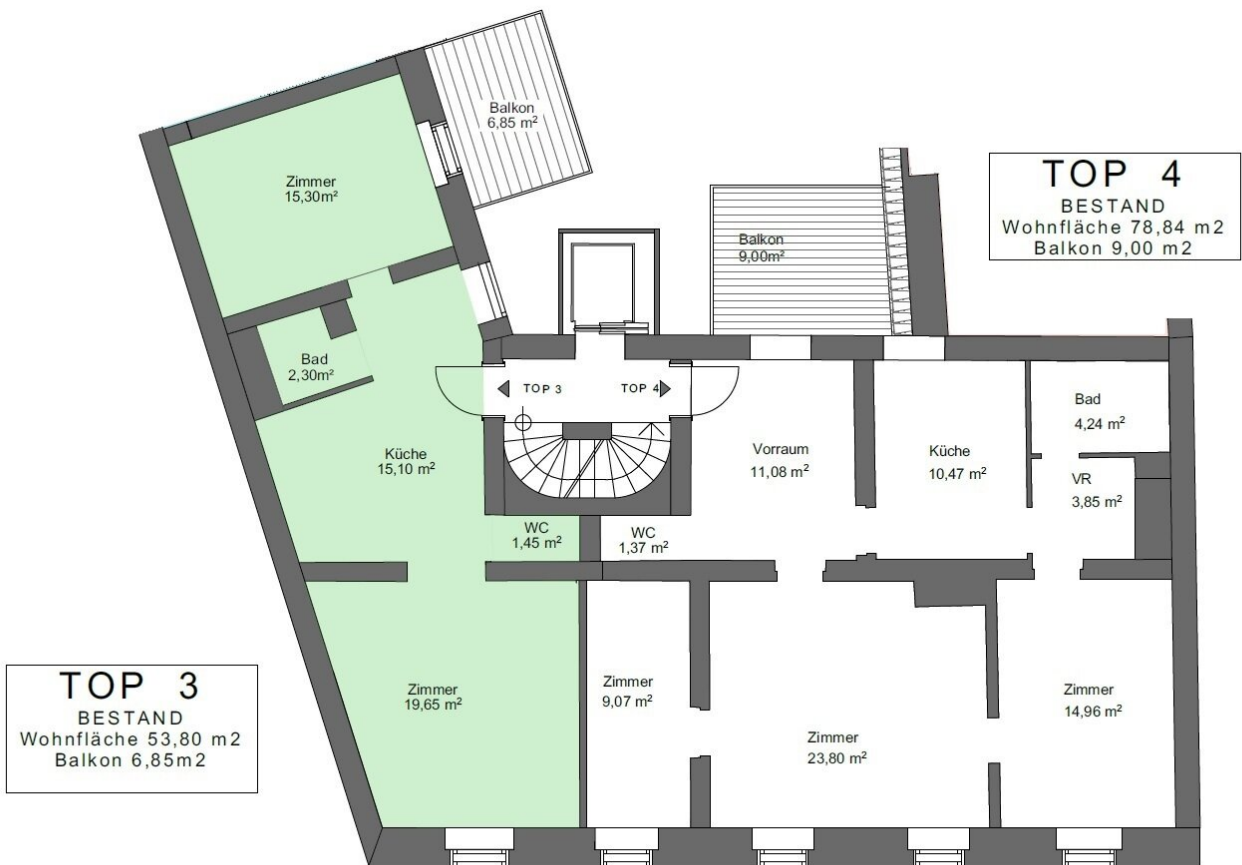 Balkon
6,85 m²
Zimmer
15,30m²
TOP 4
BESTAND
Wohnfläche 78,84 m2
Balkon 9,00 m2
Balkon
9,00m²
Bad
2,30m²
TOP 3
TOP 4
Küche
15,10 m²
Vorraum
11,08 m²
Küche
10,47 m²
Bad
4,24 m²
VR
3,85 m²
WC
1,45 m²
WC
1,37 m²
TOP 3
BESTAND
Wohnfläche 53,80 m2
Balkon 6,85m2
Zimmer
19,65 m²
Zimmer
9,07 m²
Zimmer
23,80 m²
Zimmer
14,96 m²